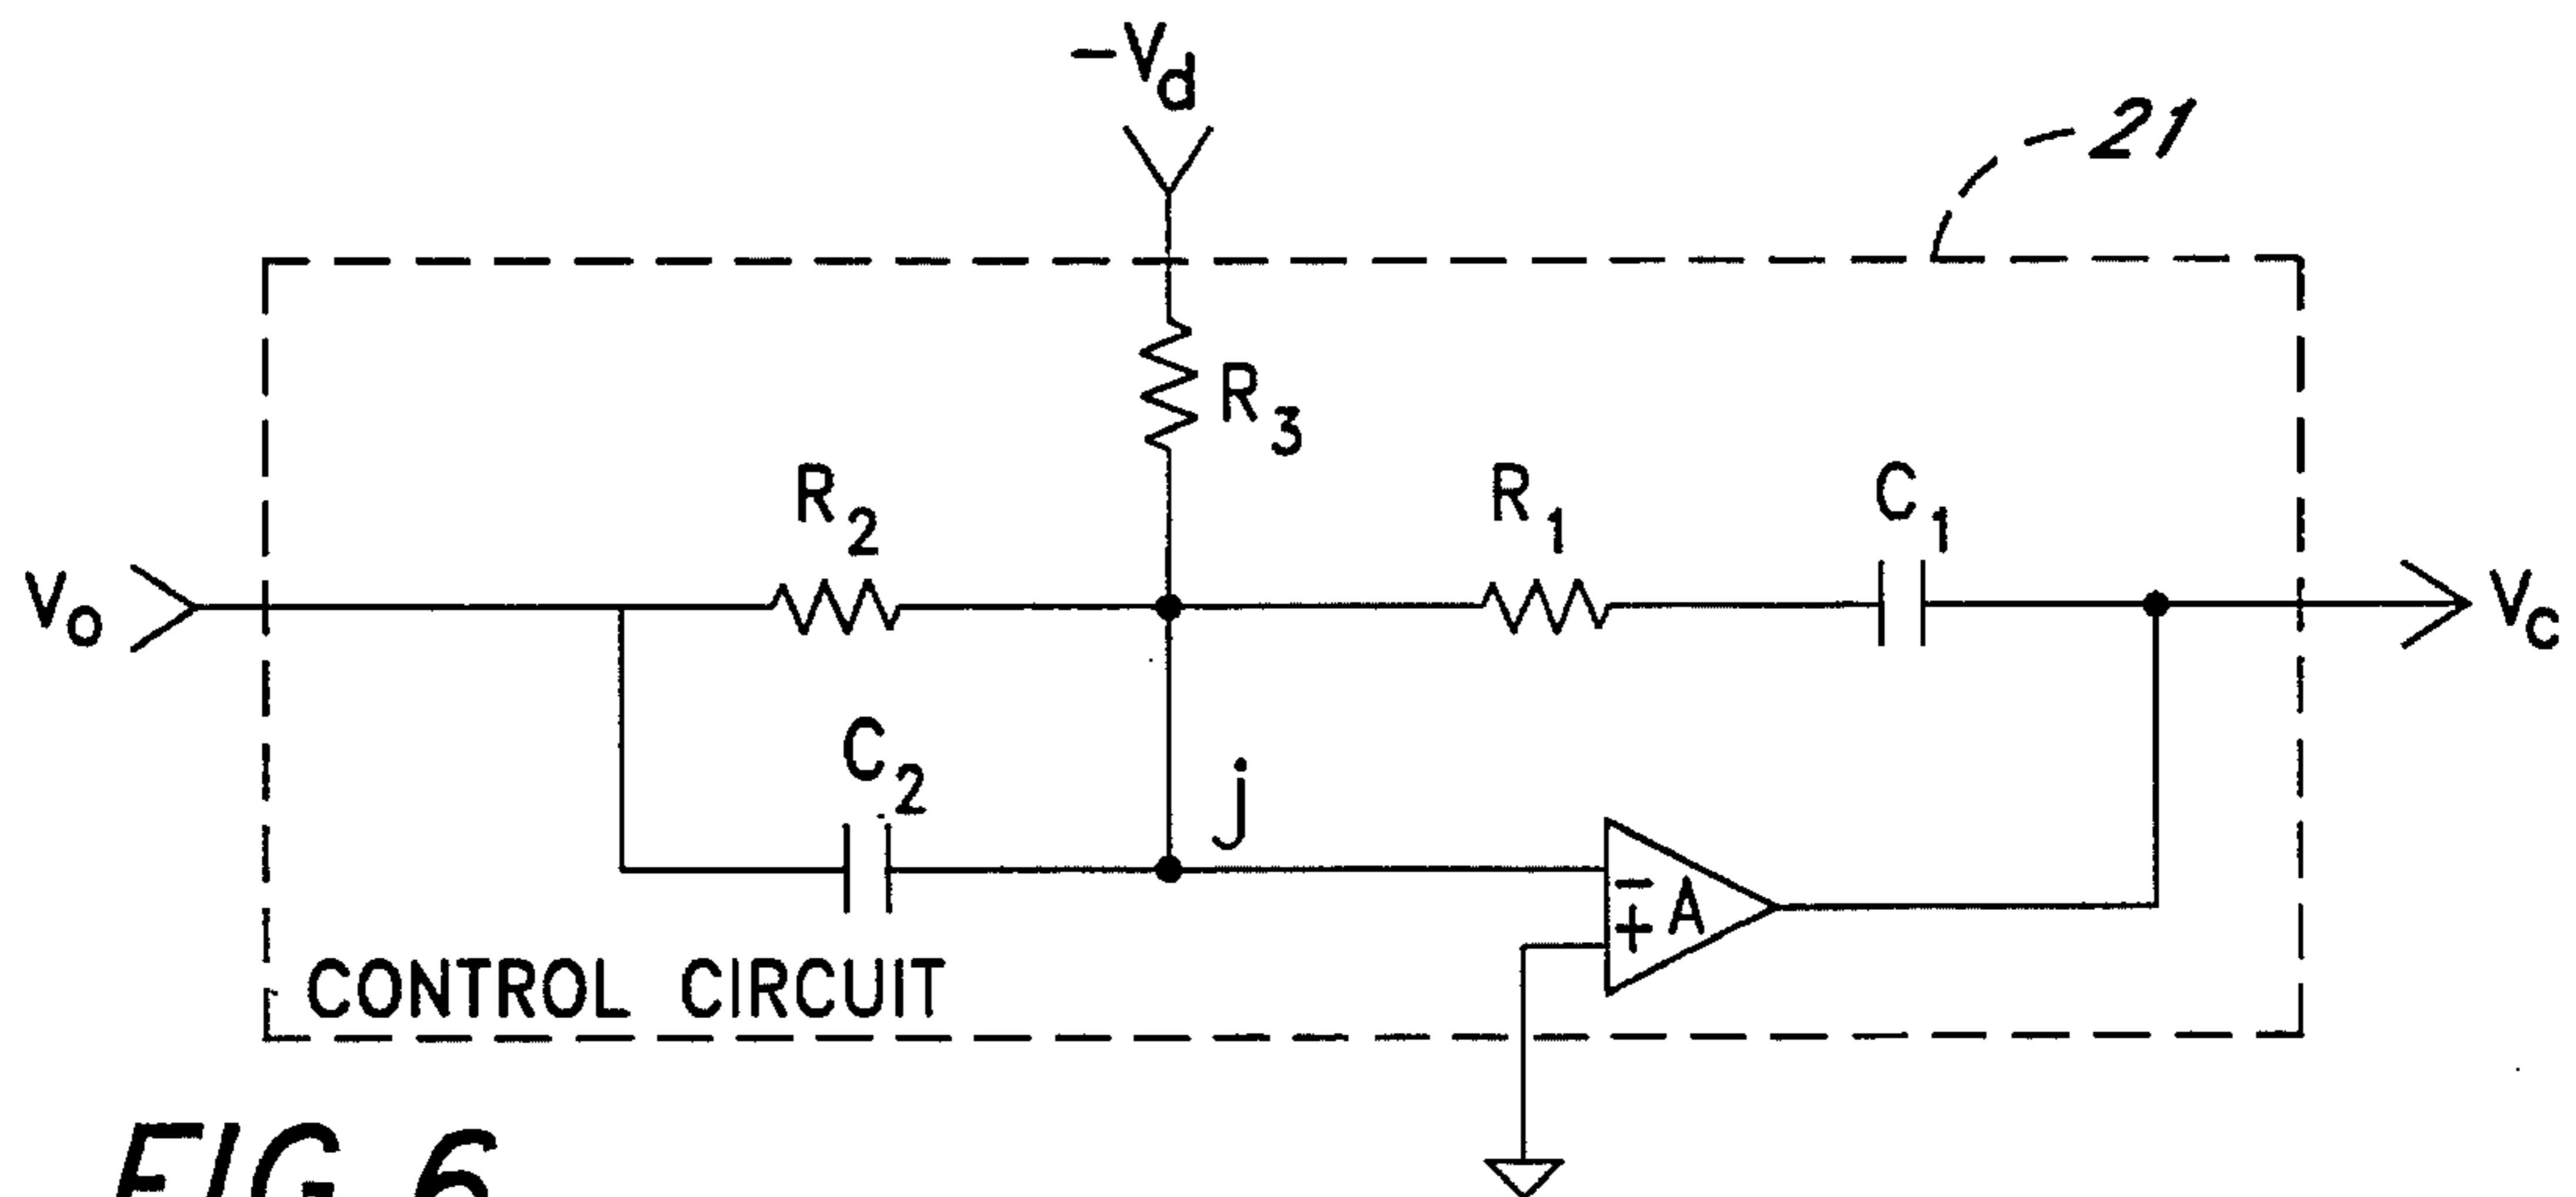 -Vd
21
R3
R2
R1
C1
Vo
Vc
C2
j
- A
+
CONTROL CIRCUIT
FIG 6